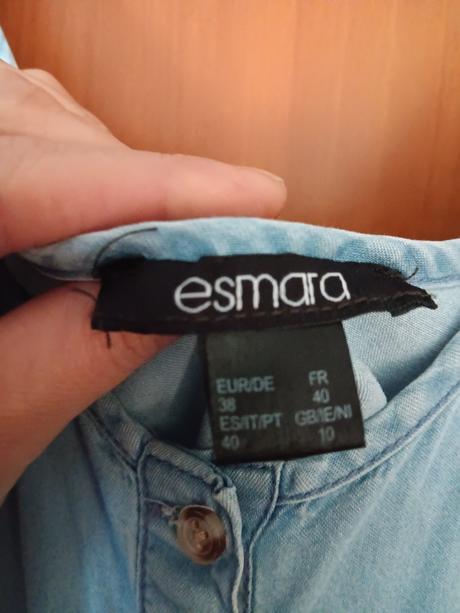 esmara
EUR/DE FR
38 40
ES/IT/PT GB/IE/NI
40 10